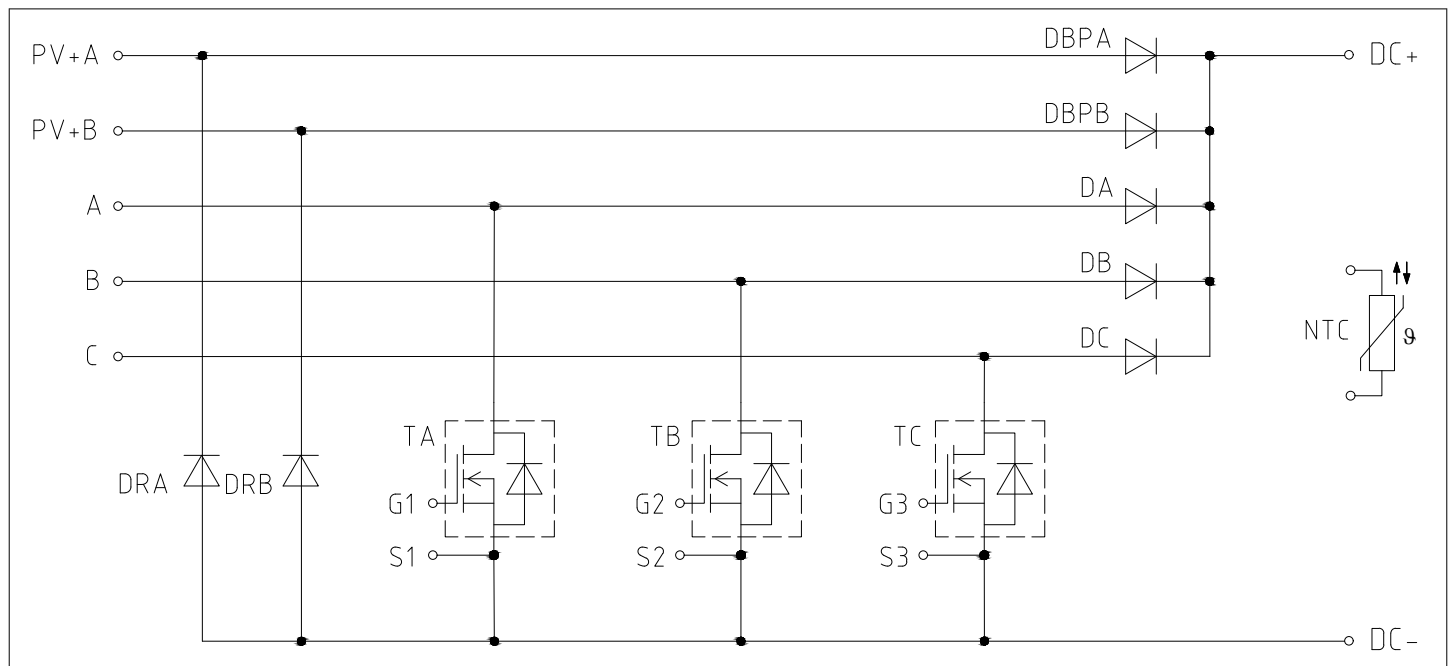 DBPA
PV+A
DC+
DBPB
PV+B
DA
A
DB
B
DC
NTC
ϑ
C
TA
TB
TC
DRA
DRB
G1
G2
G3
S1
S2
S3
DC-